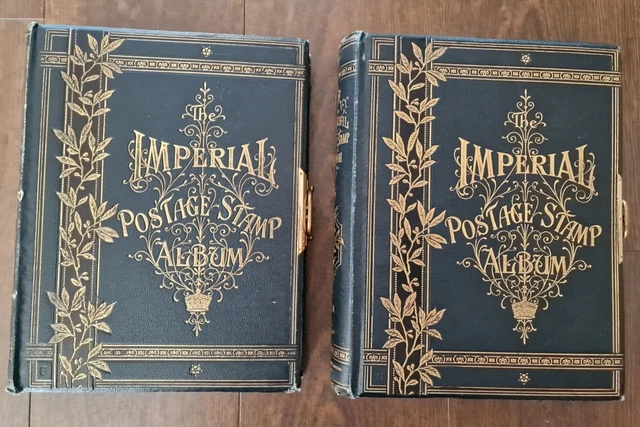 The
IMPERIAL
POSTAGE STAMP
ALBUM
The
IMPERIAL
POSTAGE STAMP
ALBUM